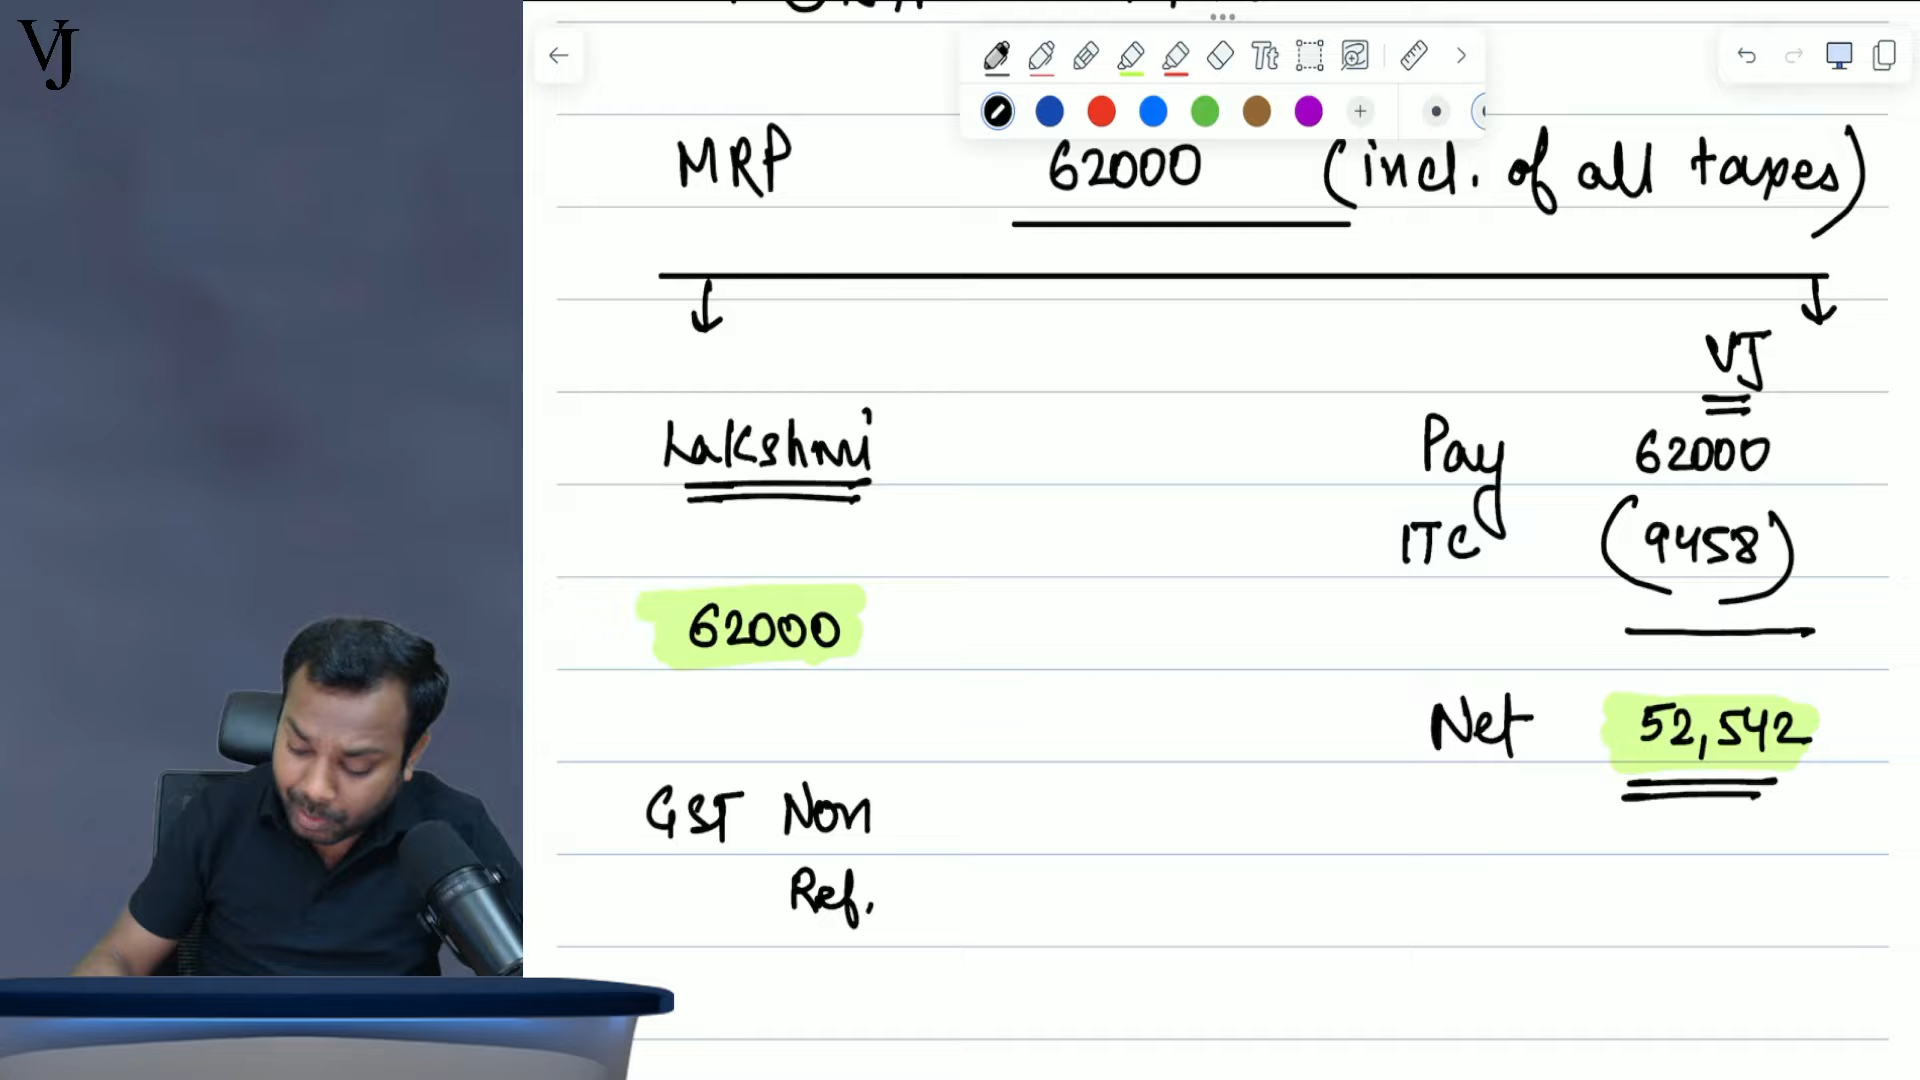 VJ
MRP 62000 (incl. of all taxes)
VJ
Lakshmi
Pay 62000
ITC (9458)
62000
Net 52,542
GST Non
Ref.